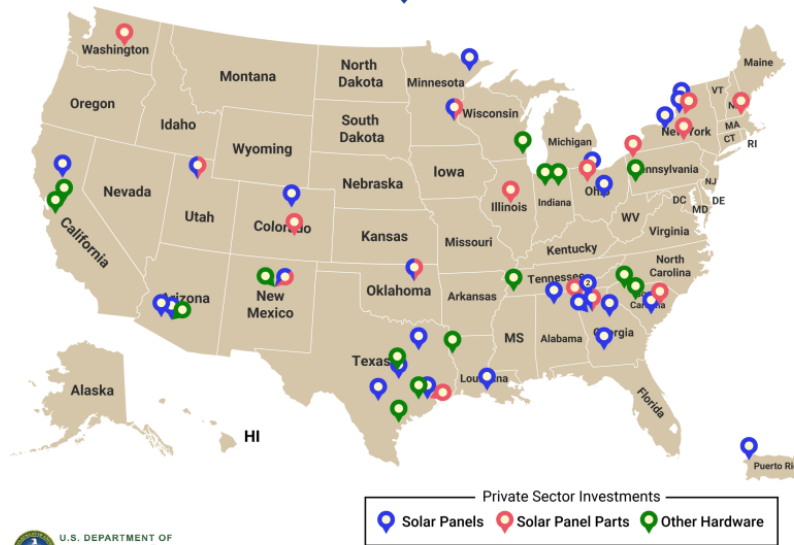 Washington
Montana
North
Dakota
Minnesota
Maine
VT
Oregon
Idaho
South
Dakota
Wisconsin
Michigan
New York
MA
CT
RI
Wyoming
Nevada
Utah
Nebraska
Iowa
Illinois
Indiana
Ohio
Pennsylvania
NJ
DE
DC
MD
WV
Virginia
California
Colorado
Kansas
Missouri
Kentucky
Arizona
New
Mexico
Oklahoma
Arkansas
Tennessee
2
North
Carolina
Carolina
Texas
Louisiana
MS
Alabama
Georgia
Florida
Alaska
HI
Puerto Ric
Private Sector Investments
Solar Panels Solar Panel Parts Other Hardware
U.S. DEPARTMENT OF